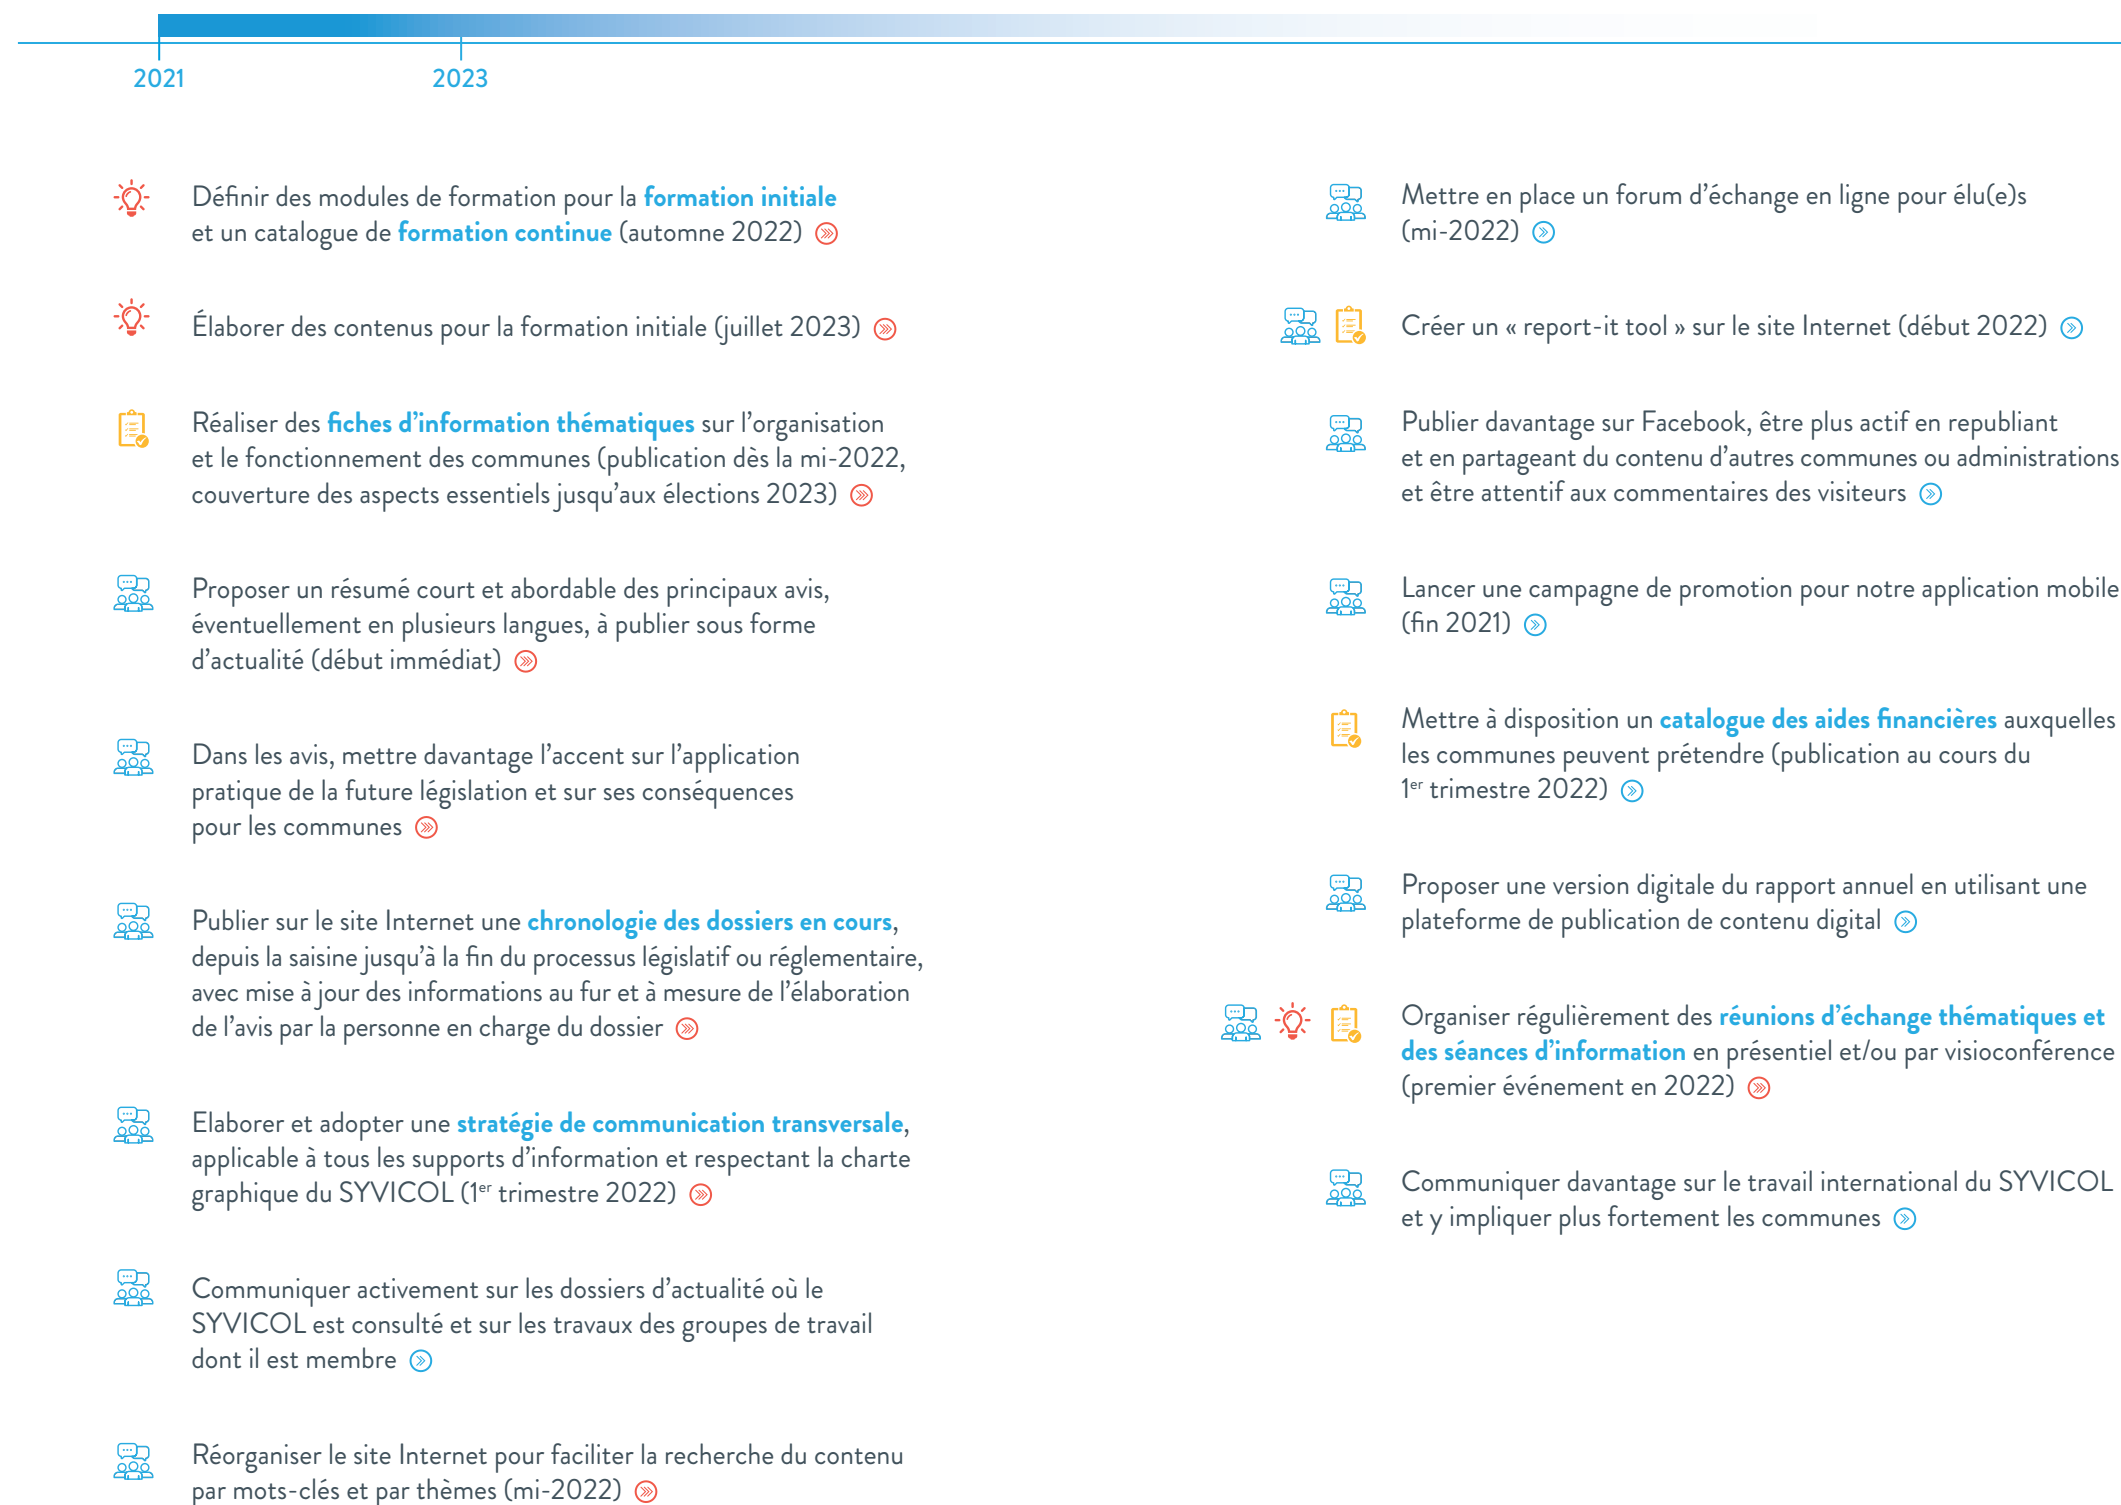 2021
2023
Définir des modules de formation pour la formation initiale
et un catalogue de formation continue (automne 2022)
Élaborer des contenus pour la formation initiale (juillet 2023)
Réaliser des fiches d’information thématiques sur l’organisation
et le fonctionnement des communes (publication dès la mi-2022,
couverture des aspects essentiels jusqu’aux élections 2023)
Proposer un résumé court et abordable des principaux avis,
éventuellement en plusieurs langues, à publier sous forme
d’actualité (début immédiat)
Dans les avis, mettre davantage l’accent sur l’application
pratique de la future législation et sur ses conséquences
pour les communes
Publier sur le site Internet une chronologie des dossiers en cours,
depuis la saisine jusqu’à la fin du processus législatif ou réglementaire,
avec mise à jour des informations au fur et à mesure de l’élaboration
de l’avis par la personne en charge du dossier
Elaborer et adopter une stratégie de communication transversale,
applicable à tous les supports d’information et respectant la charte
graphique du SYVICOL (1er trimestre 2022)
Communiquer activement sur les dossiers d’actualité où le
SYVICOL est consulté et sur les travaux des groupes de travail
dont il est membre
Réorganiser le site Internet pour faciliter la recherche du contenu
par mots-clés et par thèmes (mi-2022)
Mettre en place un forum d’échange en ligne pour élu(e)s
(mi-2022)
Créer un « report-it tool » sur le site Internet (début 2022)
Publier davantage sur Facebook, être plus actif en republiant
et en partageant du contenu d’autres communes ou administrations
et être attentif aux commentaires des visiteurs
Lancer une campagne de promotion pour notre application mobile
(fin 2021)
Mettre à disposition un catalogue des aides financières auxquelles
les communes peuvent prétendre (publication au cours du
1er trimestre 2022)
Proposer une version digitale du rapport annuel en utilisant une
plateforme de publication de contenu digital
Organiser régulièrement des réunions d’échange thématiques et
des séances d’information en présentiel et/ou par visioconférence
(premier événement en 2022)
Communiquer davantage sur le travail international du SYVICOL
et y impliquer plus fortement les communes